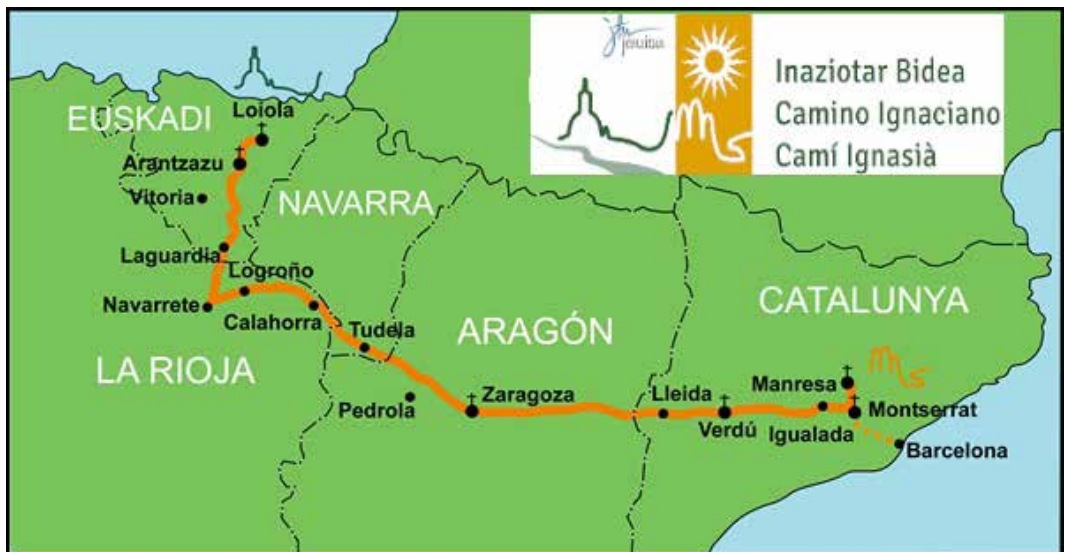 jesuitas
Inaziotar Bidea
Camino Ignaciano
Camí Ignasià
EUSKADI
Loiola
Arantzazu
Vitoria
NAVARRA
Laguardia
Logroño
Navarrete
Calahorra
Tudela
LA RIOJA
ARAGÓN
CATALUNYA
Pedrola
Zaragoza
Lleida
Manresa
Verdú
Igualada
Montserrat
Barcelona